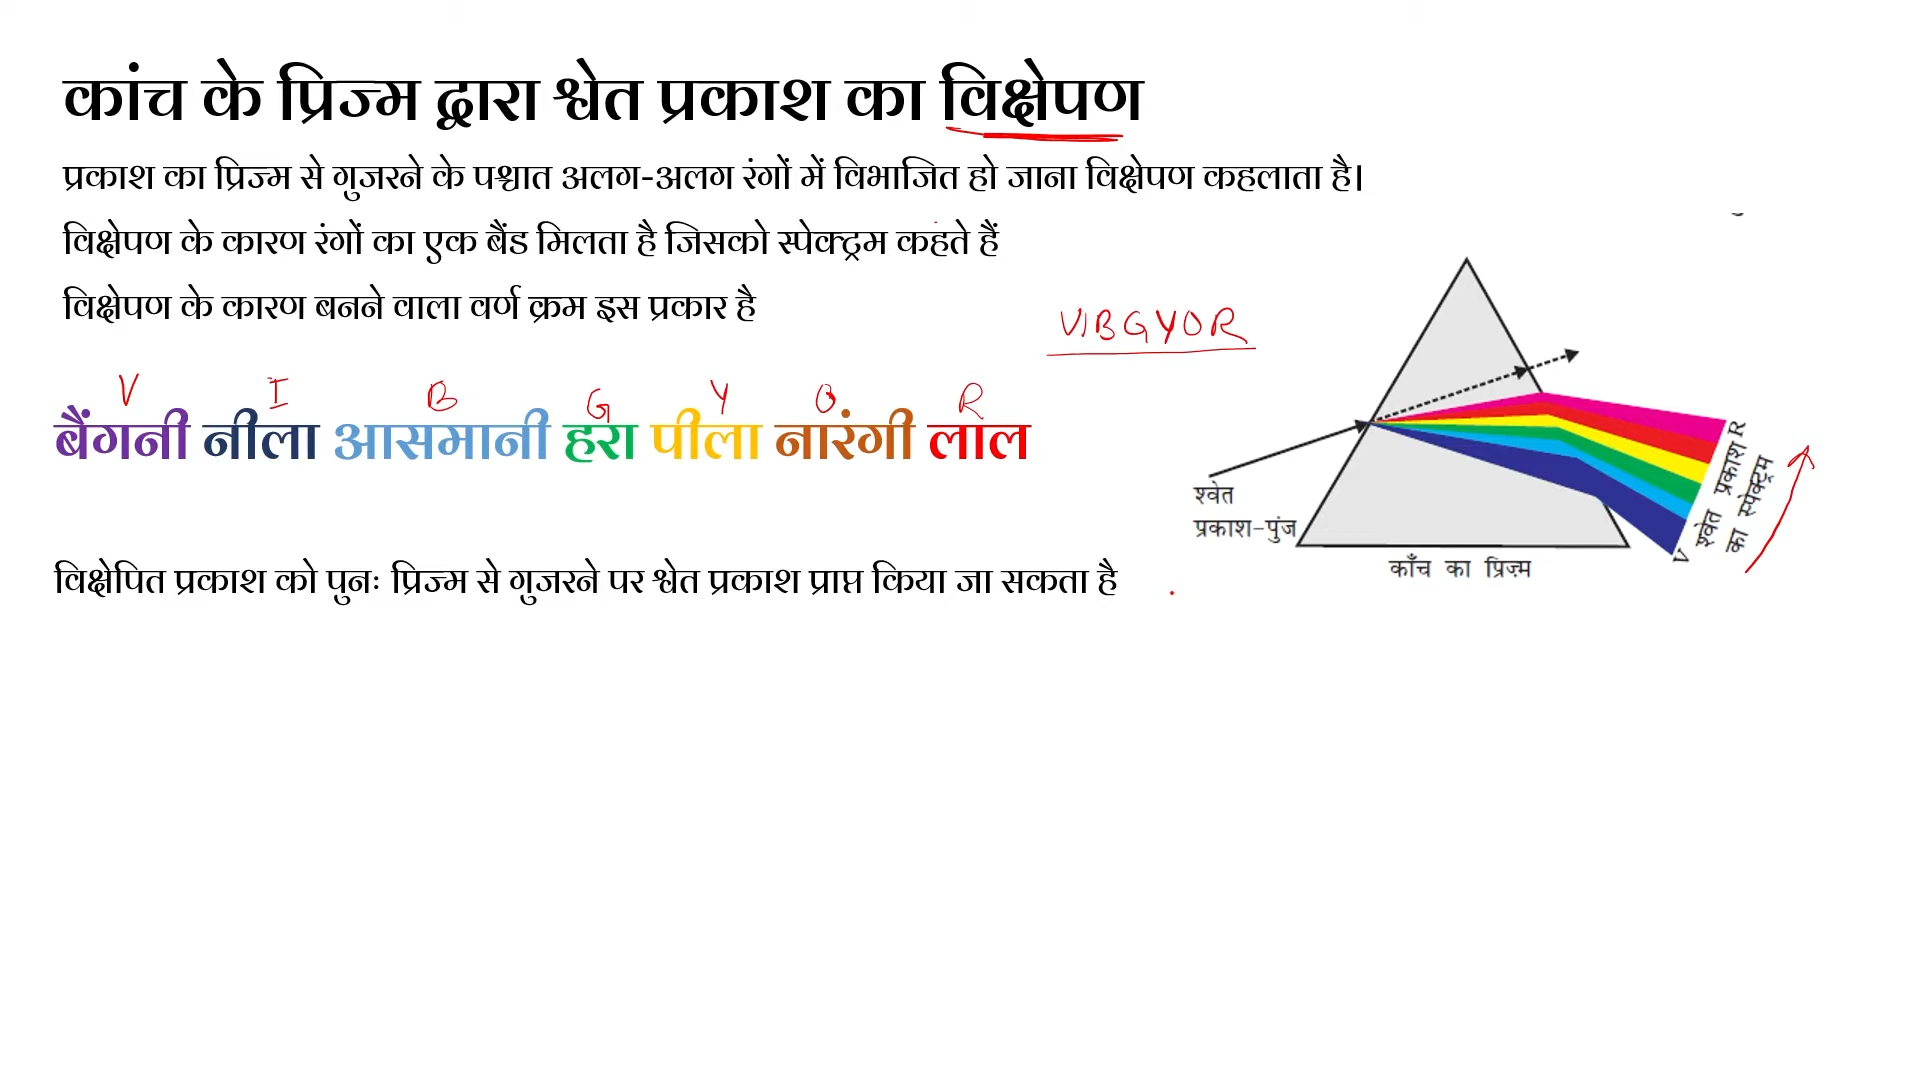 कांच के प्रिज्म द्वारा श्वेत प्रकाश का विक्षेपण
प्रकाश का प्रिज्म से गुजरने के पश्चात अलग-अलग रंगों में विभाजित हो जाना विक्षेपण कहलाता है।
विक्षेपण के कारण रंगों का एक बैंड मिलता है जिसको स्पेक्ट्रम कहते हैं
विक्षेपण के कारण बनने वाला वर्ण क्रम इस प्रकार है
VIBGYOR
V I B G Y O R
बैंगनी नीला आसमानी हरा पीला नारंगी लाल
श्वेत
प्रकाश-पुंज
R
श्वेत प्रकाश
का स्पेक्ट्रम
V
काँच का प्रिज़्म
विक्षेपित प्रकाश को पुनः प्रिज्म से गुजरने पर श्वेत प्रकाश प्राप्त किया जा सकता है